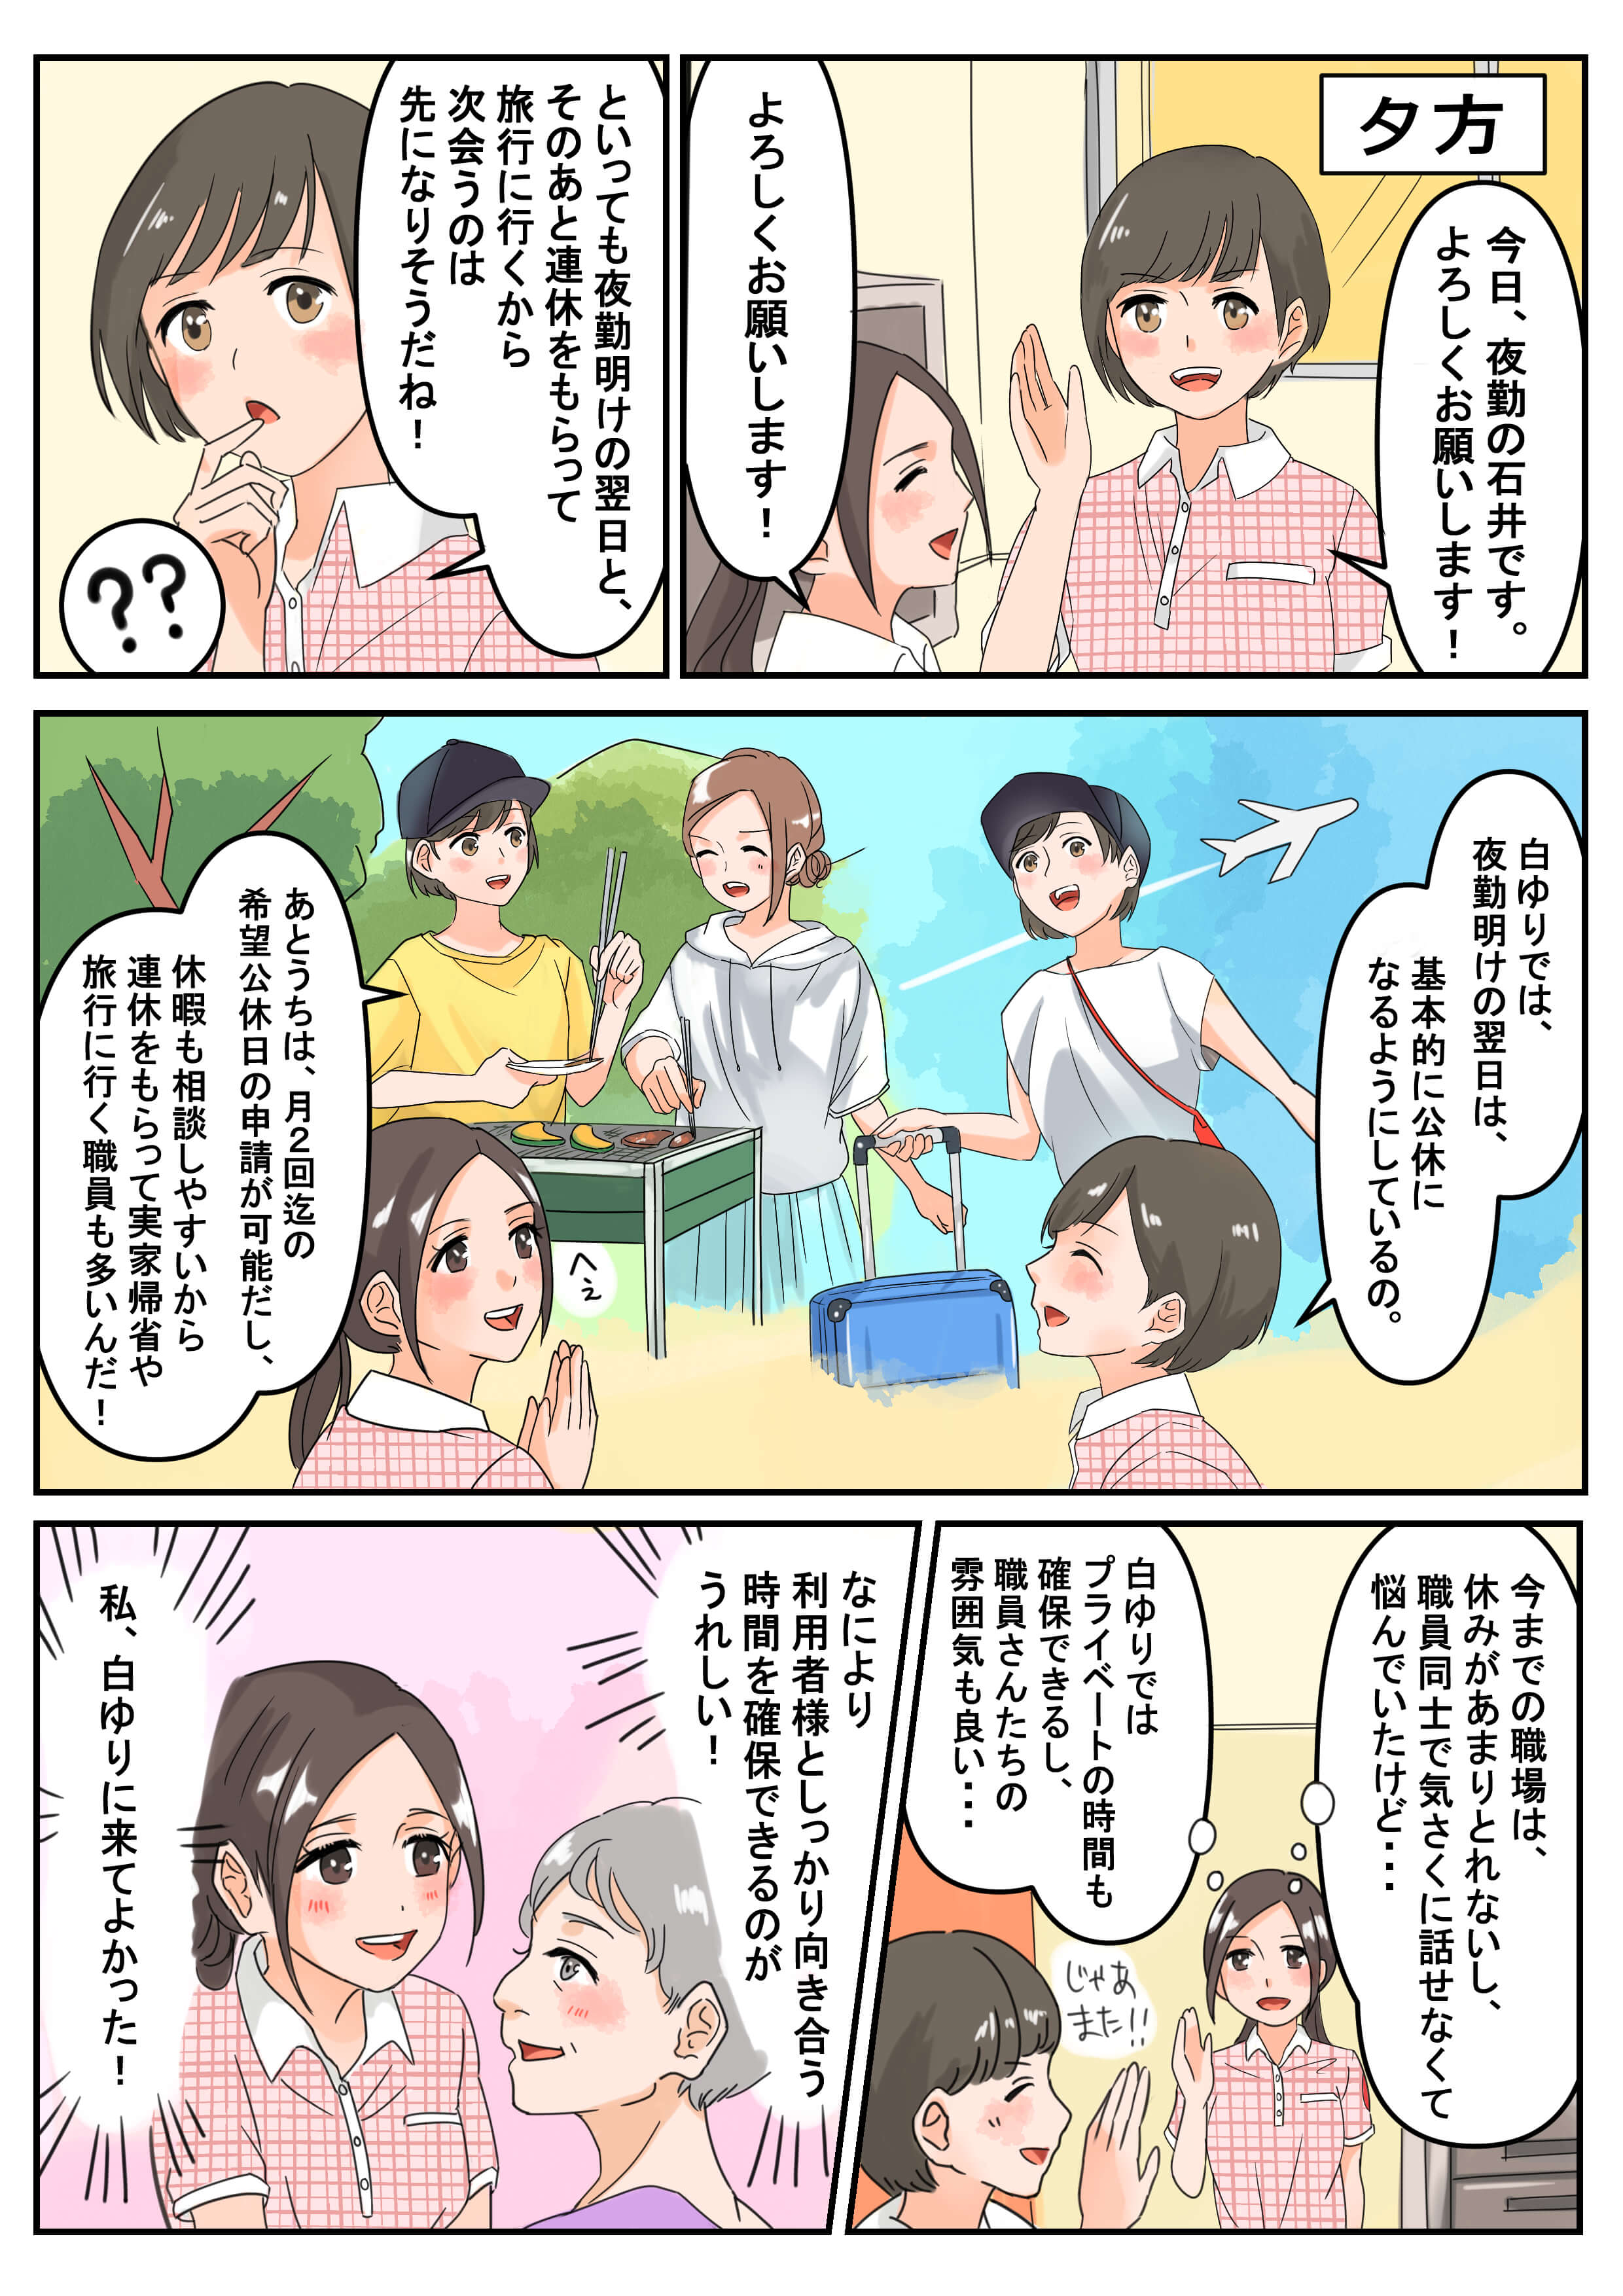 夕方
今日、夜勤の石井です。
よろしくお願いします！
よろしくお願いします！
といっても夜勤明けの翌日と、
そのあと連休をもらって
旅行に行くから
次会うのは
先になりそうだね！
??
白ゆりでは、
夜勤明けの翌日は、
基本的に公休に
なるようにしているの。
あとうちは、月２回迄の
希望公休日の申請が可能だし、
休暇も相談しやすいから
連休をもらって実家帰省や
旅行に行く職員も多いんだ！
へぇ
今までの職場は、
休みがあまりとれないし、
職員同士で気さくに話せなくて
悩んでいたけど・・・
白ゆりでは
プライベートの時間も
確保できるし、
職員さんたちの
雰囲気も良い・・・
じゃあ
また!!
なにより
利用者様としっかり向き合う
時間を確保できるのが
うれしい！
私、白ゆりに来てよかった！